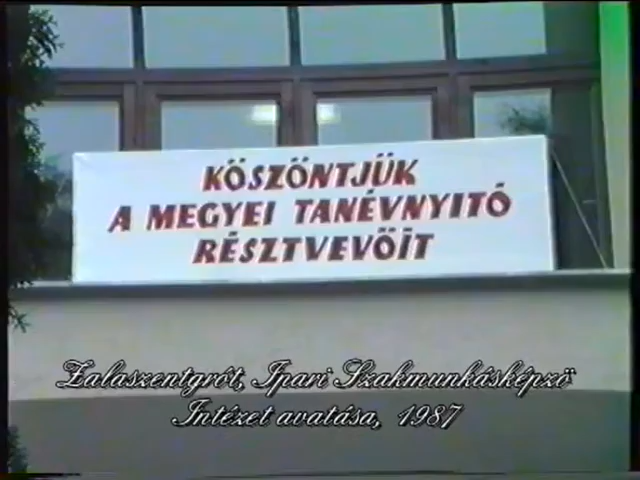 KÖSZÖNTJÜK
A MEGYEI TANÉVNYITÓ
RÉSZTVEVŐIT
Zalaszentgrót, Ipari Szakmunkásképző
Intézet avatása, 1987